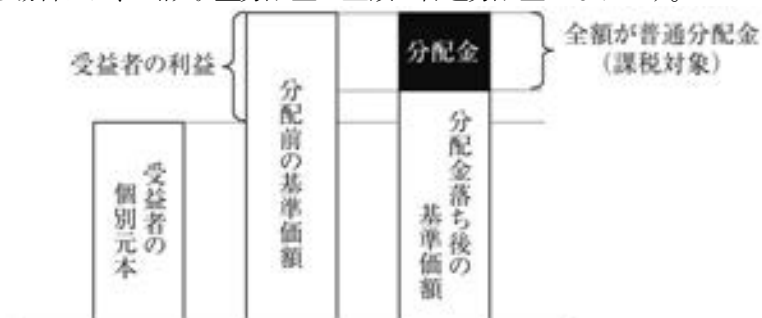 受益者の利益
分配金
全額が普通分配金
（課税対象）
受益者の
個別元本
分配前の基準価額
分配金落ち後の
基準価額